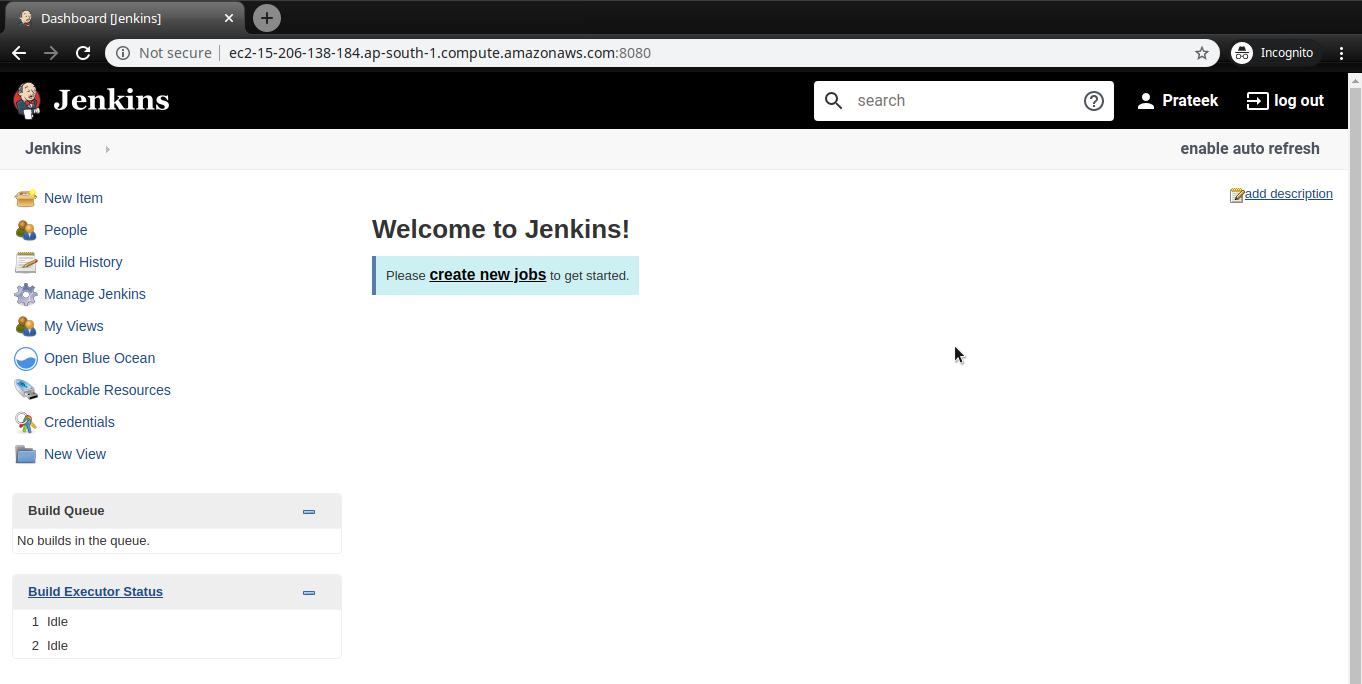 Dashboard [Jenkins]
Not secure ec2-15-206-138-184.ap-south-1.compute.amazonaws.com:8080 Incognito
Jenkins search Prateek log out
Jenkins enable auto refresh
add description
New Item
People
Build History
Manage Jenkins
My Views
Open Blue Ocean
Lockable Resources
Credentials
New View
Welcome to Jenkins!
Please create new jobs to get started.
Build Queue
No builds in the queue.
Build Executor Status
1 Idle
2 Idle